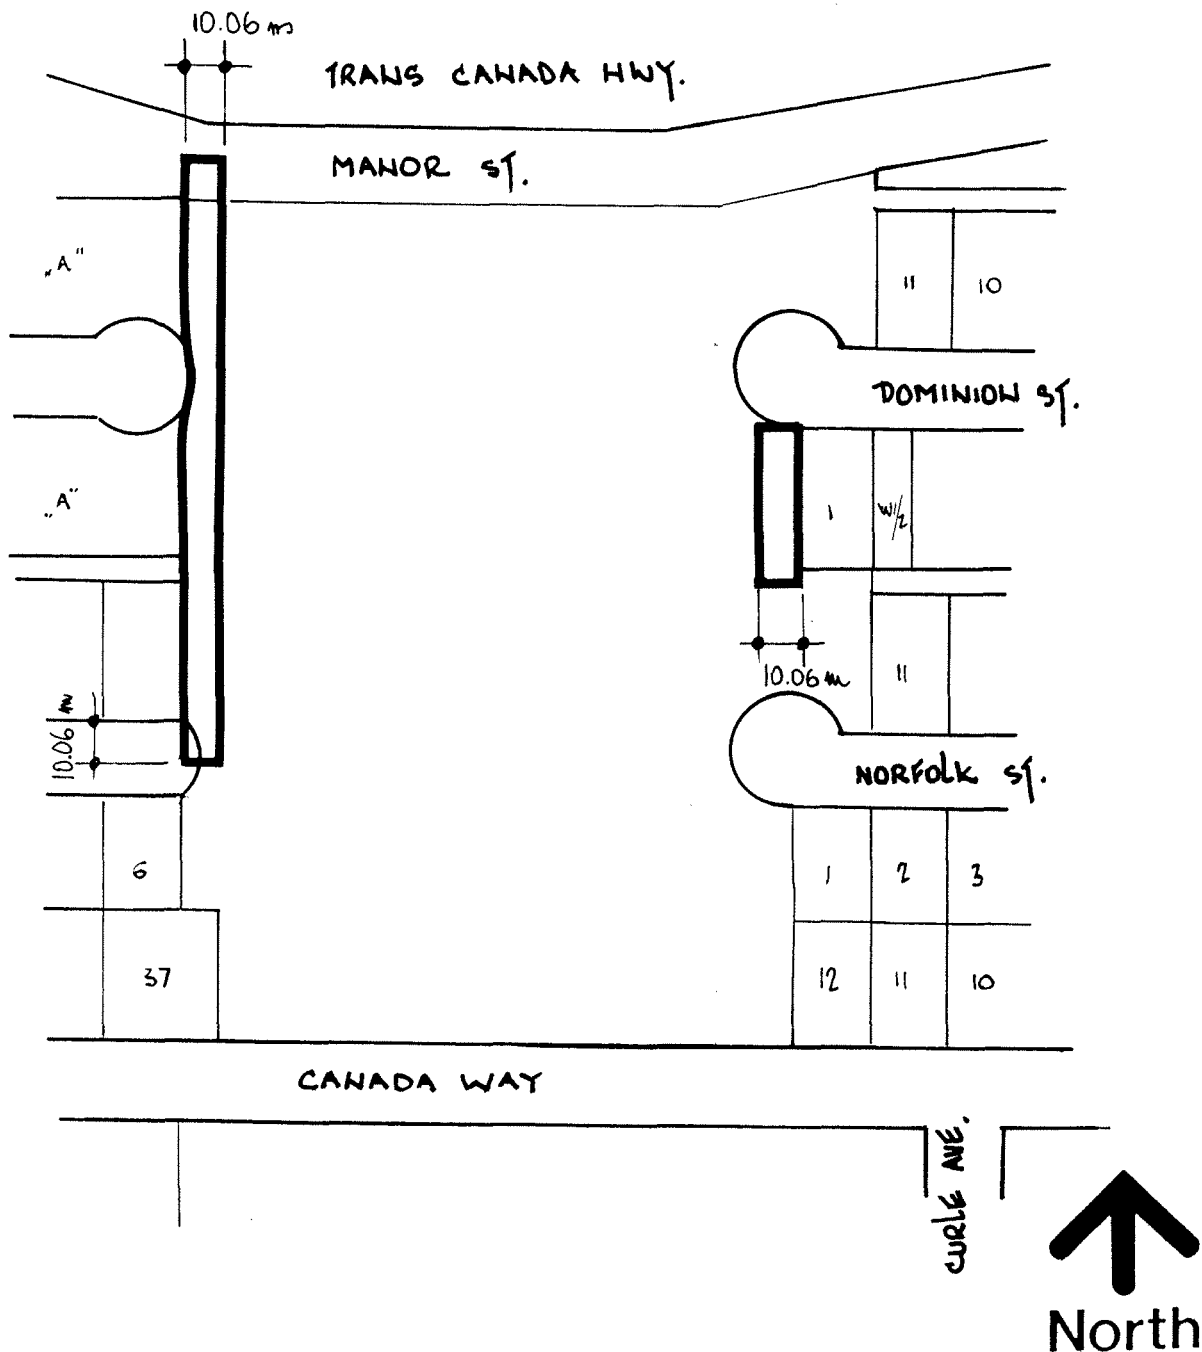 10.06 m
TRANS CANADA HWY.
MANOR ST.
„A"
11
10
DOMINION ST.
„A"
1
W1/2
10.06 m
11
10.06 m
NORFOLK ST.
6
1
2
3
37
12
11
10
CANADA WAY
CURLE AVE.
North